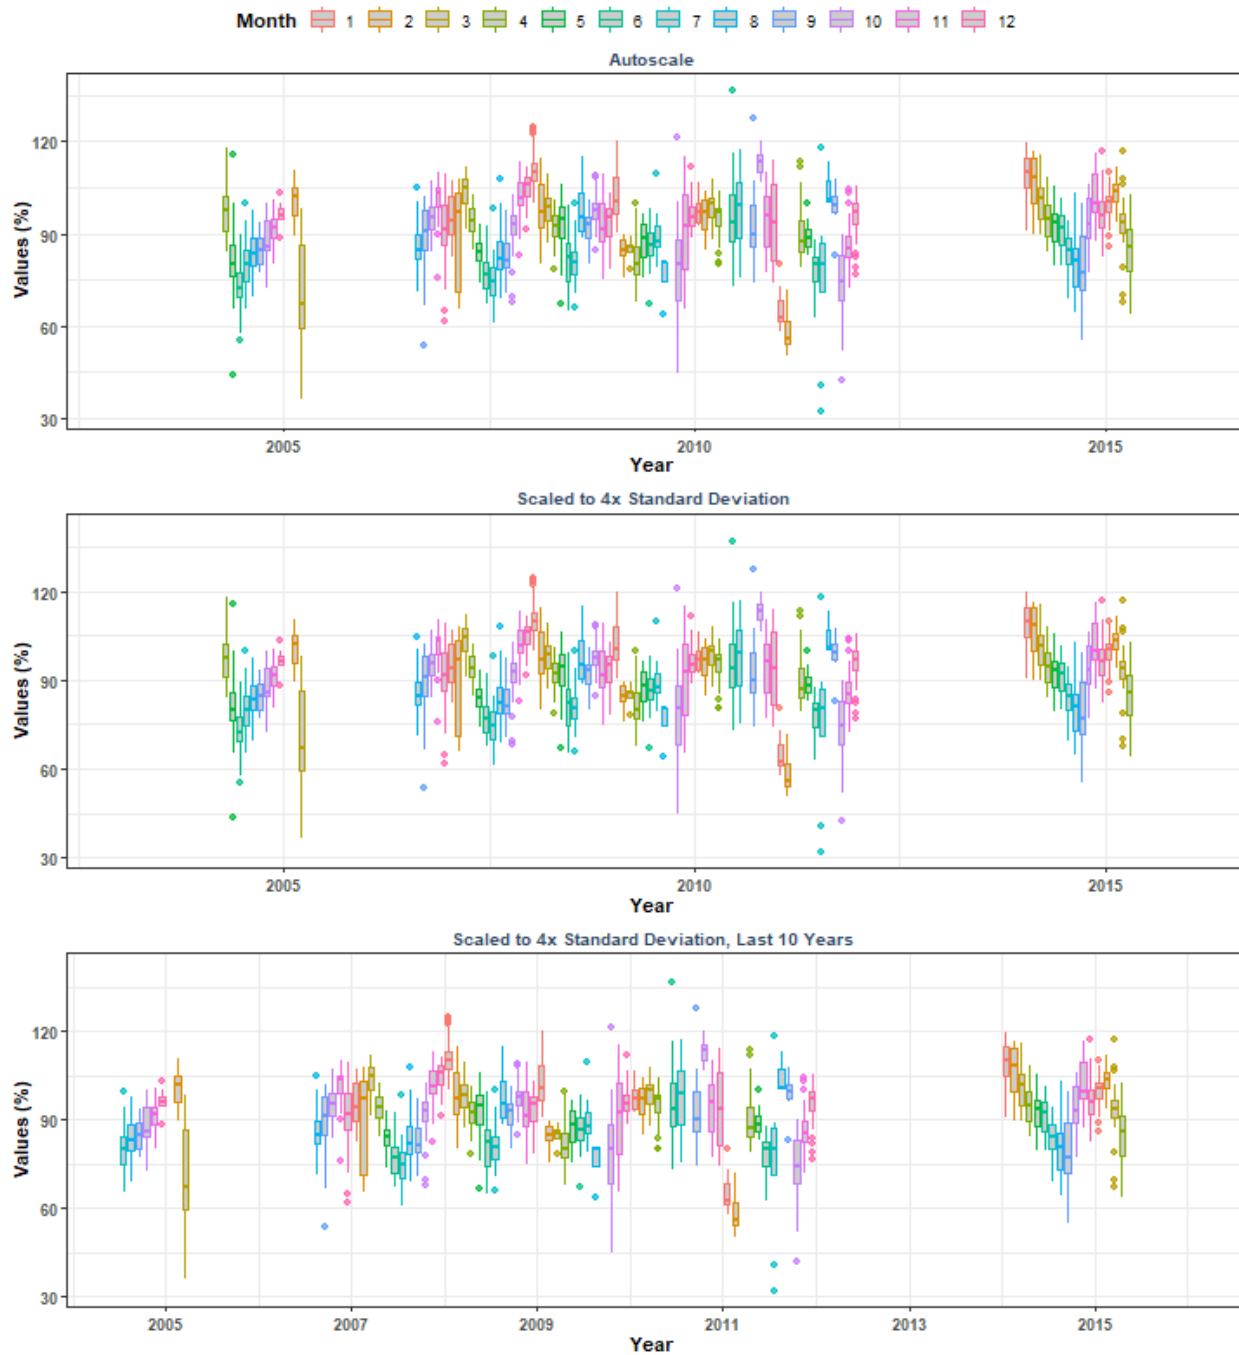 Month 1 2 3 4 5 6 7 8 9 10 11 12
Autoscale
120
90
60
30
Values (%)
2005 2010 2015
Year
Scaled to 4x Standard Deviation
120
90
60
30
Values (%)
2005 2010 2015
Year
Scaled to 4x Standard Deviation, Last 10 Years
120
90
60
30
Values (%)
2005 2007 2009 2011 2013 2015
Year